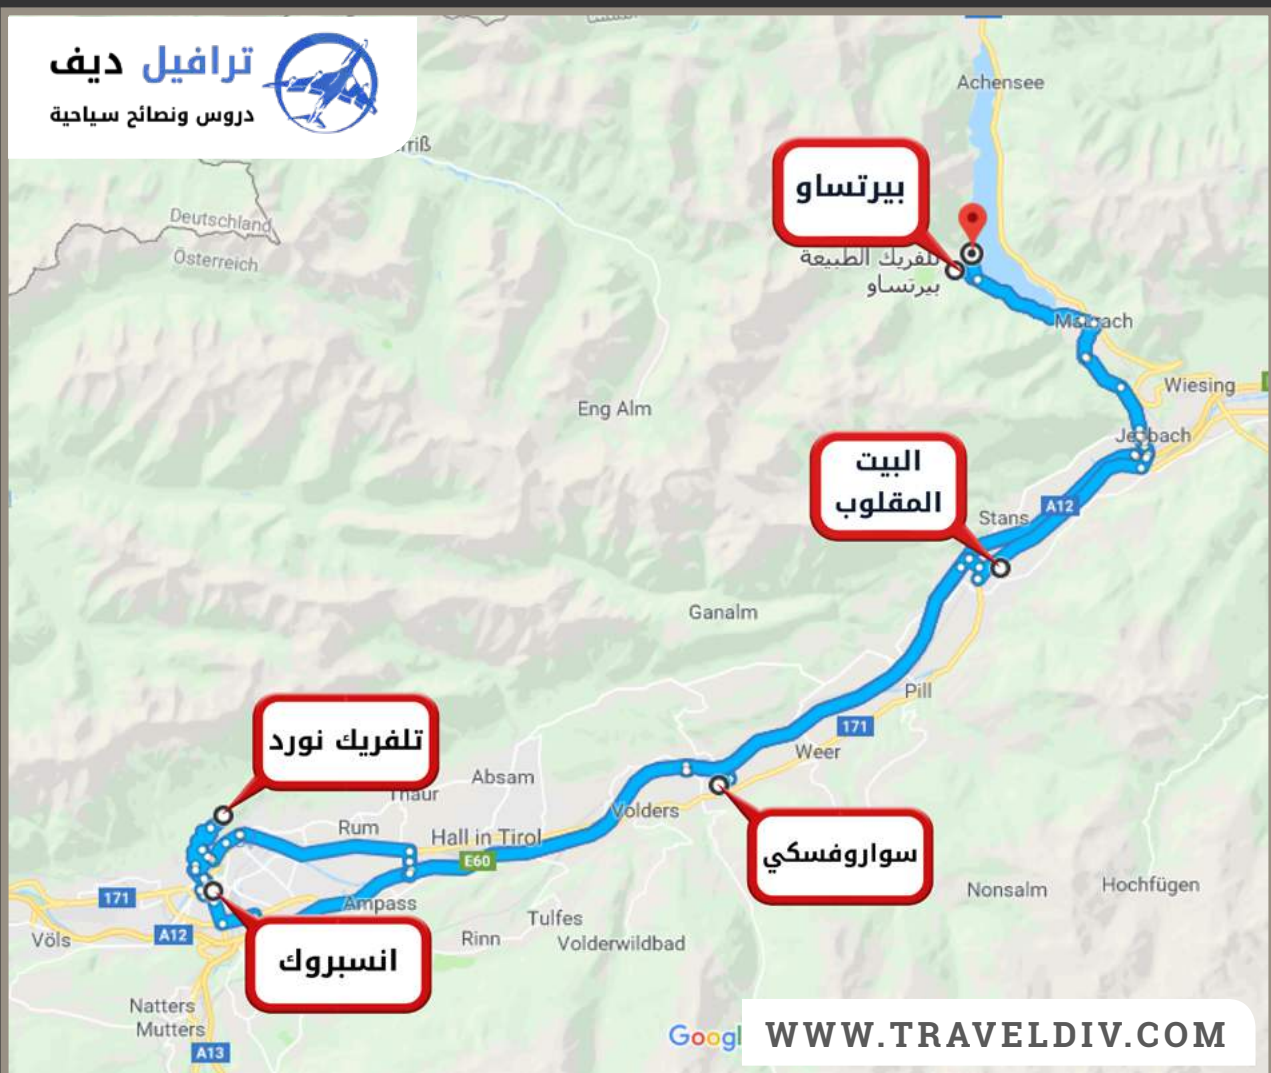 ترافيل ديف
دروس ونصائح سياحية
Achensee
Deutschland
Österreich
بيرتساو
تلفريك الطبيعة
بيرتساو
Maurach
Wiesing
Eng Alm
Jenbach
البيت
المقلوب
A12
Stans
Ganalm
Pill
171
Weer
تلفريك نورد
Absam
Thaur
Rum
Hall in Tirol
Volders
E60
سواروفسكي
171
Ampass
Nonsalm
Hochfügen
Völs
A12
Tulfes
Rinn
Volderwildbad
انسبروك
Natters
Mutters
A13
Googl
WWW.TRAVELDIV.COM